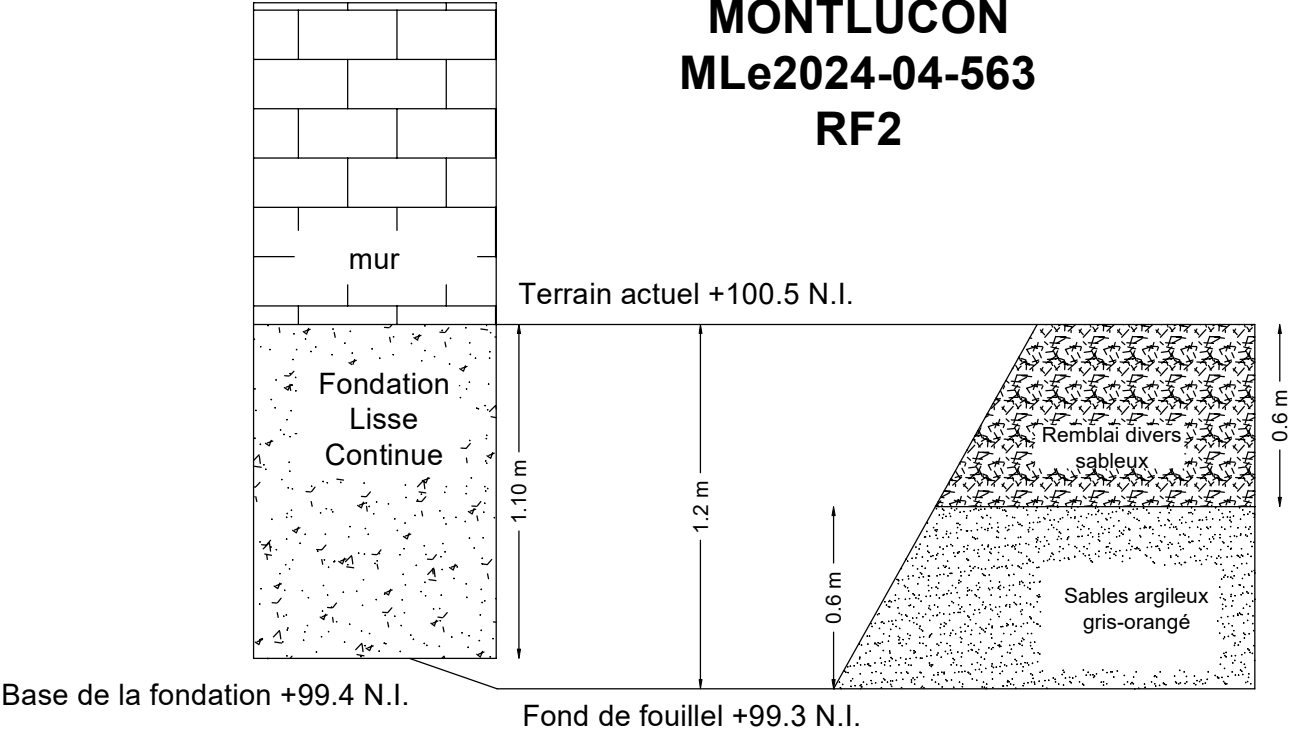 MONTLUCON
MLe2024-04-563
RF2
mur
Terrain actuel +100.5 N.I.
Fondation
Lisse
Continue
1.10 m
1.2 m
0.6 m
Remblai divers
sableux
0.6 m
Sables argileux
gris-orangé
Base de la fondation +99.4 N.I.
Fond de fouillel +99.3 N.I.